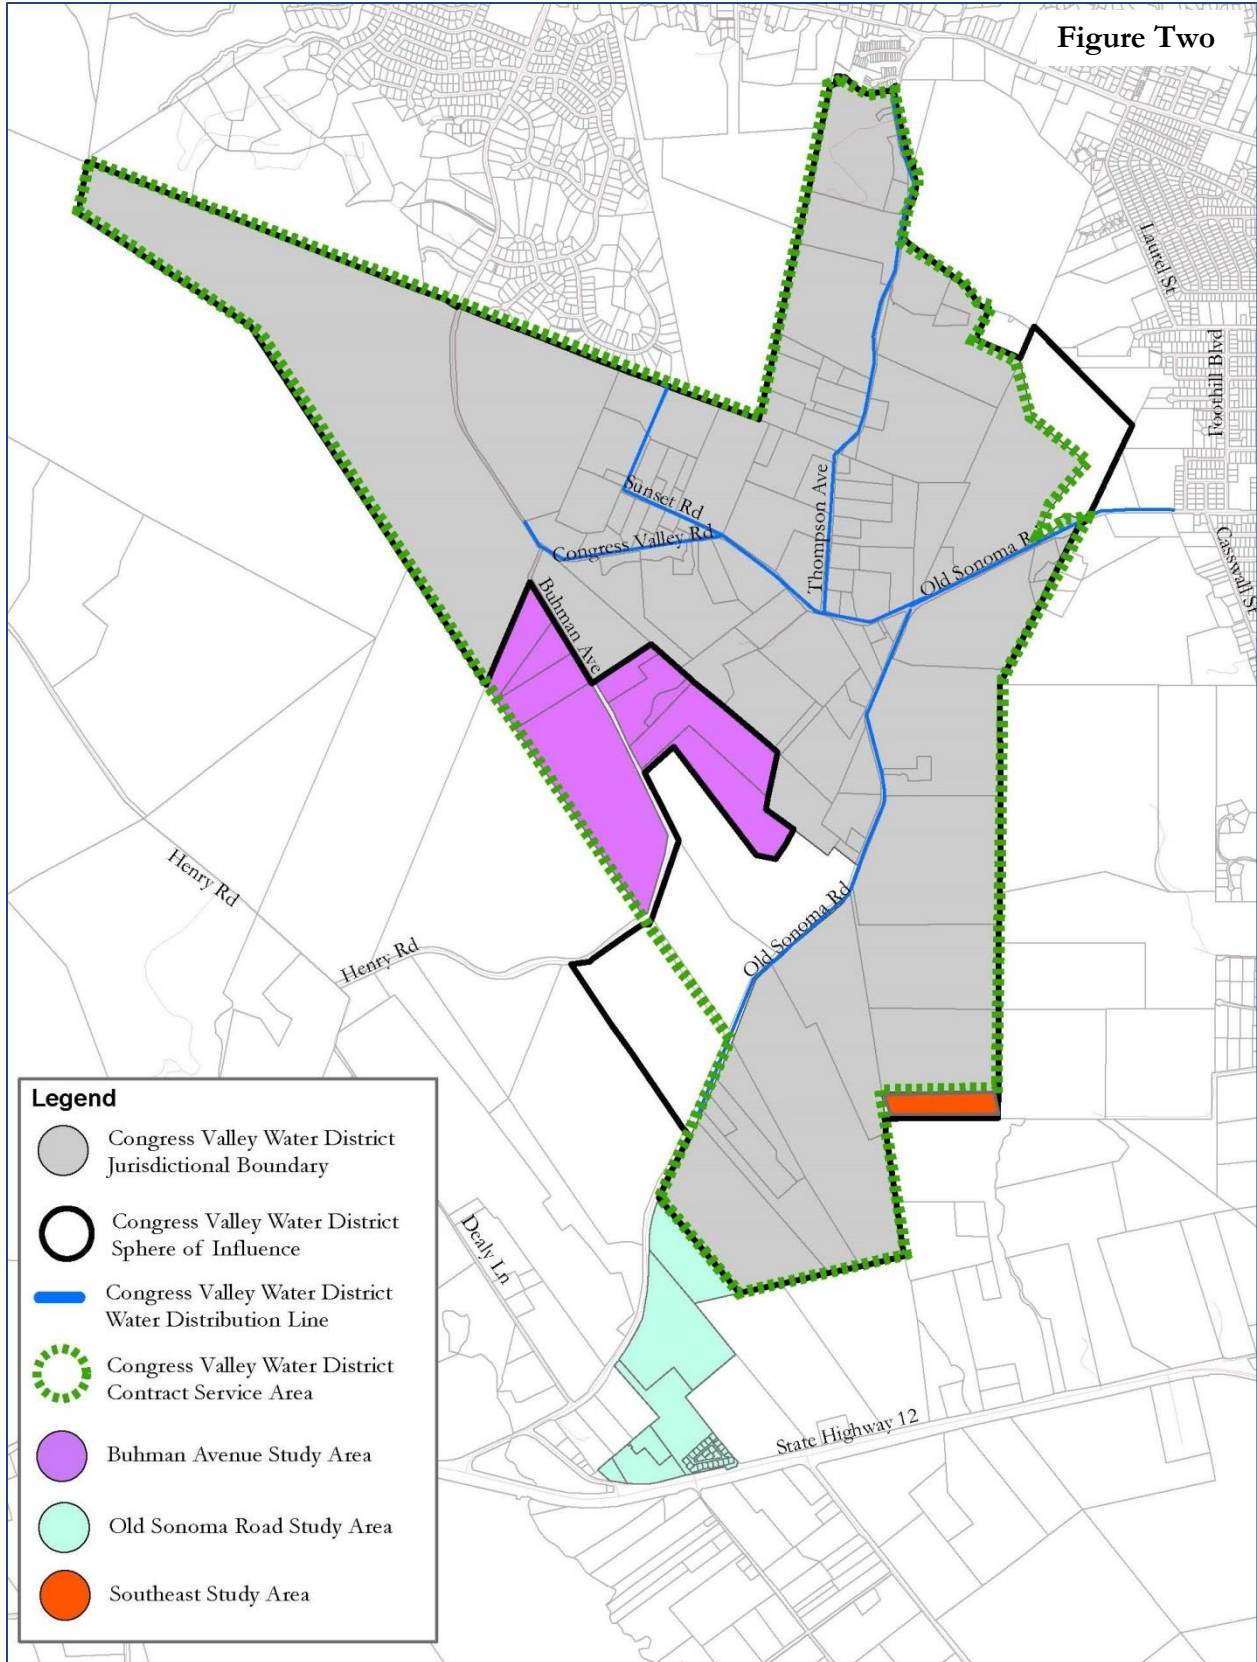 Figure Two
Laurel St
Foothill Blvd
Sunset Rd
Thompson Ave
Congress Valley Rd
Old Sonoma R
Casswall St
Buhman Ave
Henry Rd
Old Sonoma Rd
Henry Rd
Legend
Congress Valley Water District
Jurisdictional Boundary
Congress Valley Water District
Sphere of Influence
Congress Valley Water District
Water Distribution Line
Congress Valley Water District
Contract Service Area
Buhman Avenue Study Area
Old Sonoma Road Study Area
Southeast Study Area
Dealy Ln
State Highway 12